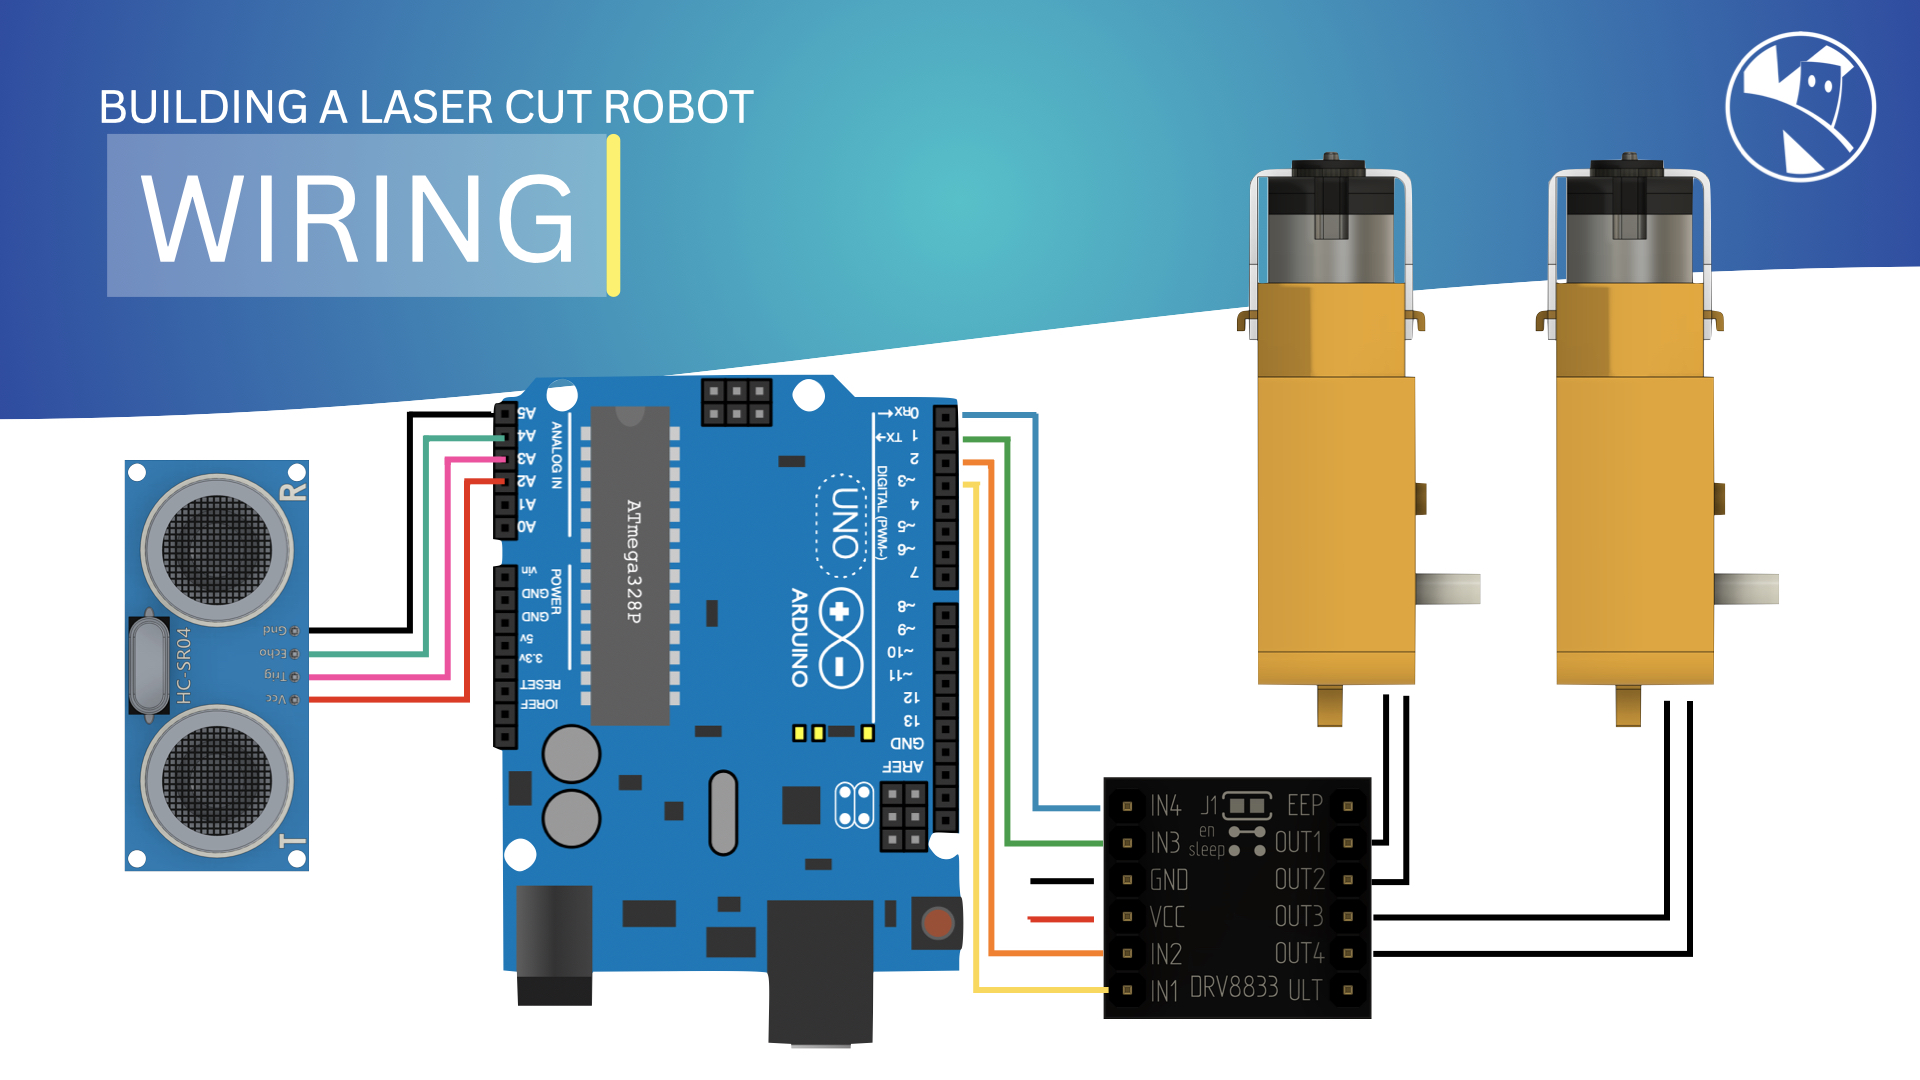 BUILDING A LASER CUT ROBOT
WIRING
R
Gnd
Echo
Trig
Vcc
HC-SR04
T
A5
A4
A3
A2
A1
A0
ANALOG IN
vin
GND
GND
5v
3.3v
RESET
IOREF
POWER
ATmega328P
UNO
ARDUINO
DIGITAL (PWM~)
RX0
TX 1
2
~3
4
~5
~6
7
~8
~9
~10
~11
12
13
GND
AREF
IN4
IN3
GND
VCC
IN2
IN1
J1
en
sleep
DRV8833
EEP
OUT1
OUT2
OUT3
OUT4
ULT